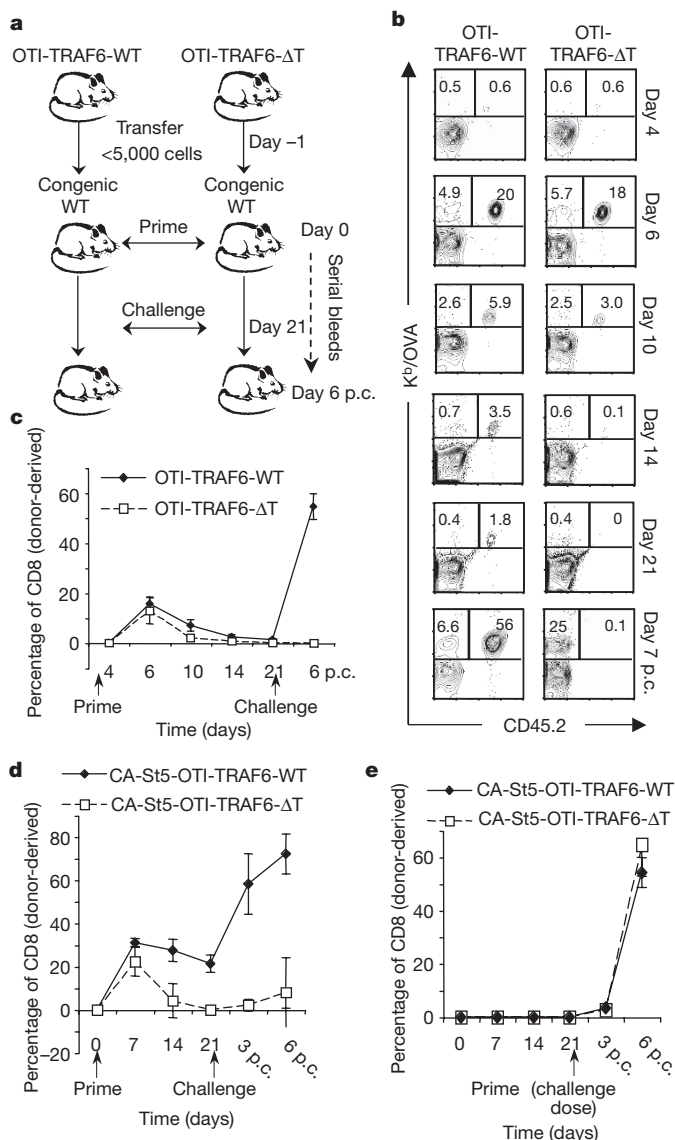 a
OTI-TRAF6-WT
OTI-TRAF6-ΔT
Transfer
<5,000 cells
Day –1
Congenic
WT
Congenic
WT
Prime
Day 0
Serial bleeds
Challenge
Day 21
Day 6 p.c.
b
OTI-
TRAF6-WT
OTI-
TRAF6-ΔT
0.5
0.6
0.6
0.6
Day 4
4.9
20
5.7
18
Day 6
2.6
5.9
2.5
3.0
Day 10
0.7
3.5
0.6
0.1
Day 14
0.4
1.8
0.4
0
Day 21
6.6
56
25
0.1
Day 7 p.c.
Kᵇ/OVA
CD45.2
c
OTI-TRAF6-WT
OTI-TRAF6-ΔT
Percentage of CD8 (donor-derived)
60
40
20
0
4
6
10
14
21
6 p.c.
Prime
Challenge
Time (days)
d
CA-St5-OTI-TRAF6-WT
CA-St5-OTI-TRAF6-ΔT
Percentage of CD8 (donor-derived)
80
60
40
20
0
–20
0
7
14
21
3 p.c.
6 p.c.
Prime
Challenge
Time (days)
e
CA-St5-OTI-TRAF6-WT
CA-St5-OTI-TRAF6-ΔT
Percentage of CD8 (donor-derived)
60
40
20
0
0
7
14
21
3 p.c.
6 p.c.
Prime (challenge
dose)
Time (days)